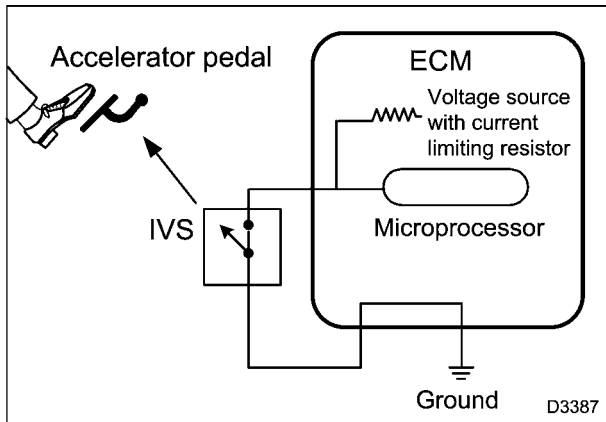 Accelerator pedal
ECM
Voltage source
with current
limiting resistor
IVS
Microprocessor
Ground
D3387